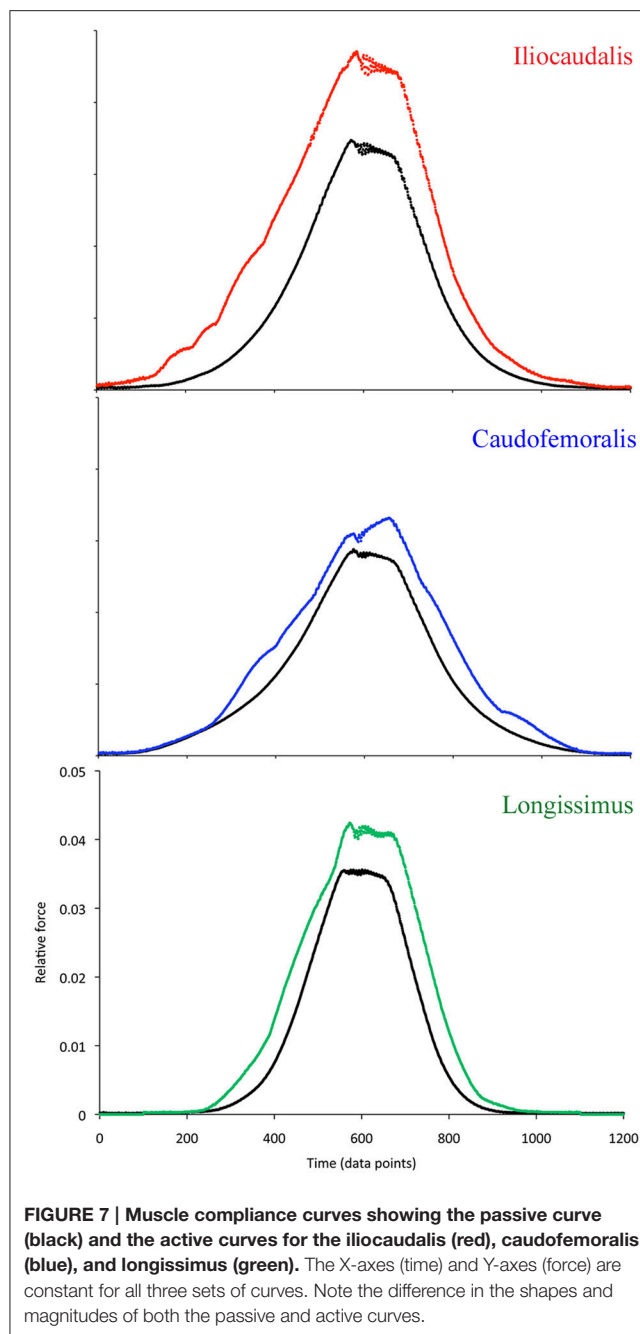 Iliocaudalis
Caudofemoralis
Longissimus
0.05
0.04
0.03
0.02
0.01
0
Relative force
0 200 400 600 800 1000 1200
Time (data points)
FIGURE 7 | Muscle compliance curves showing the passive curve
(black) and the active curves for the iliocaudalis (red), caudofemoralis
(blue), and longissimus (green). The X-axes (time) and Y-axes (force) are
constant for all three sets of curves. Note the difference in the shapes and
magnitudes of both the passive and active curves.